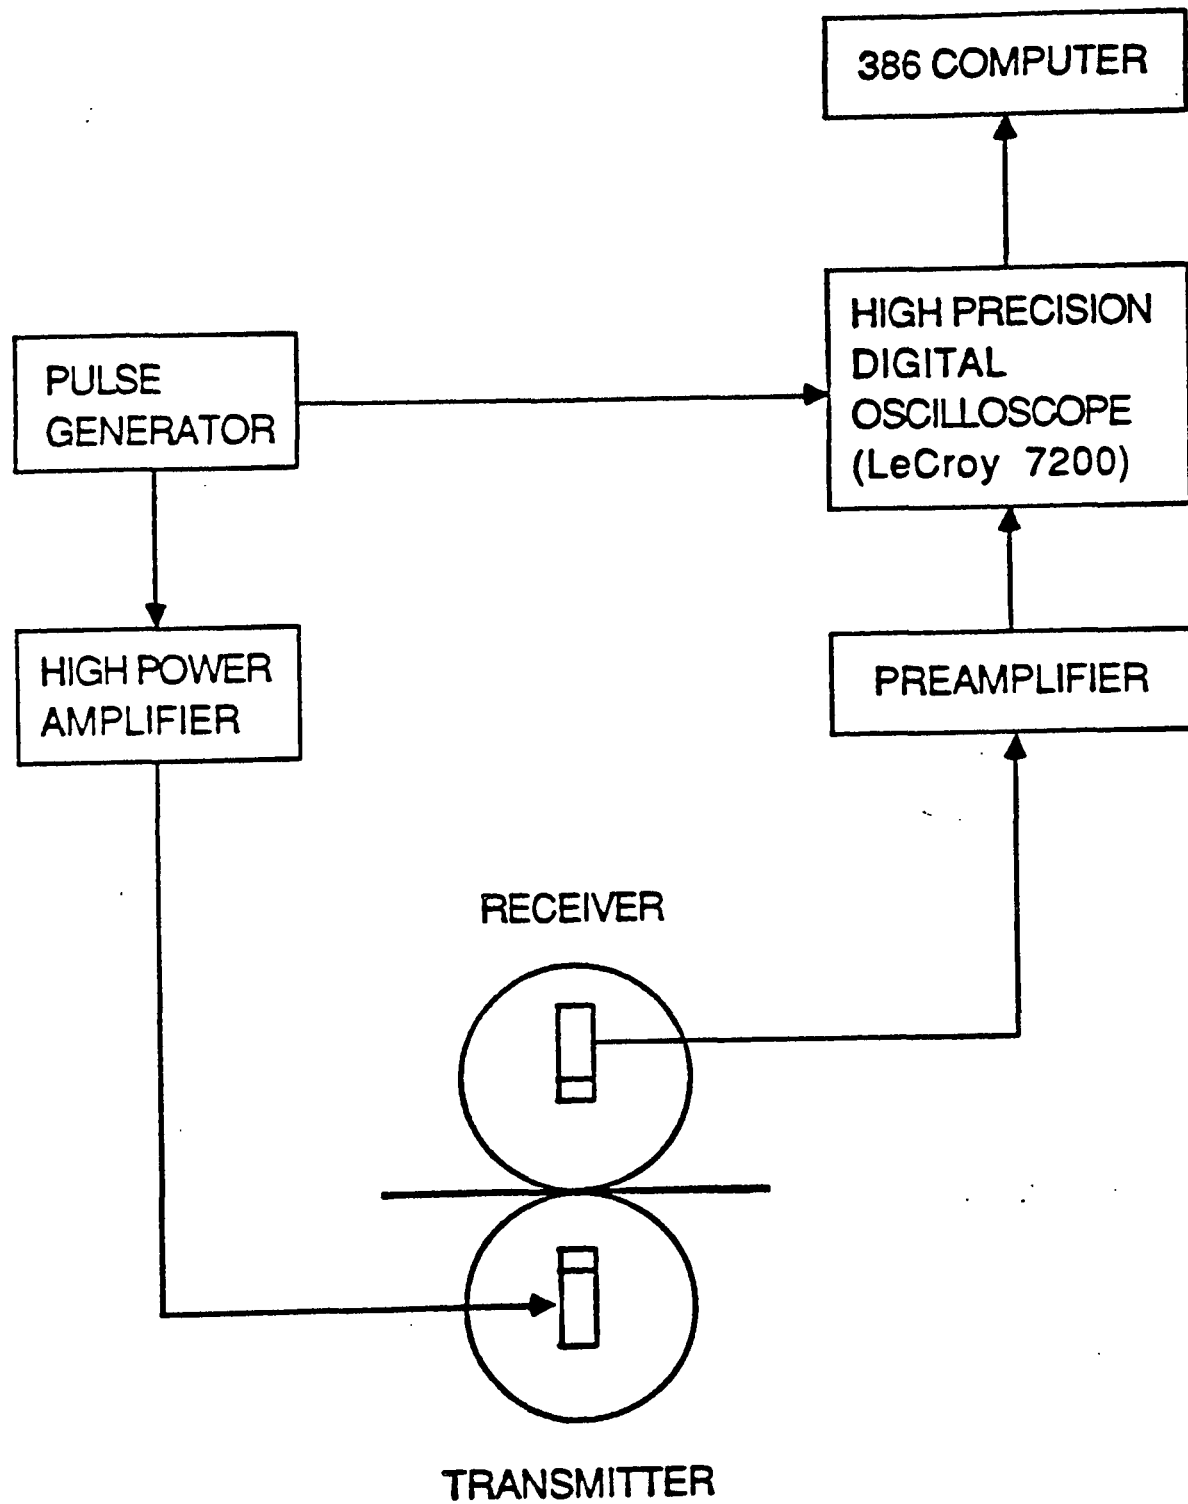 386 COMPUTER
HIGH PRECISION
DIGITAL
OSCILLOSCOPE
(LeCroy 7200)
PULSE
GENERATOR
HIGH POWER
AMPLIFIER
PREAMPLIFIER
RECEIVER
TRANSMITTER